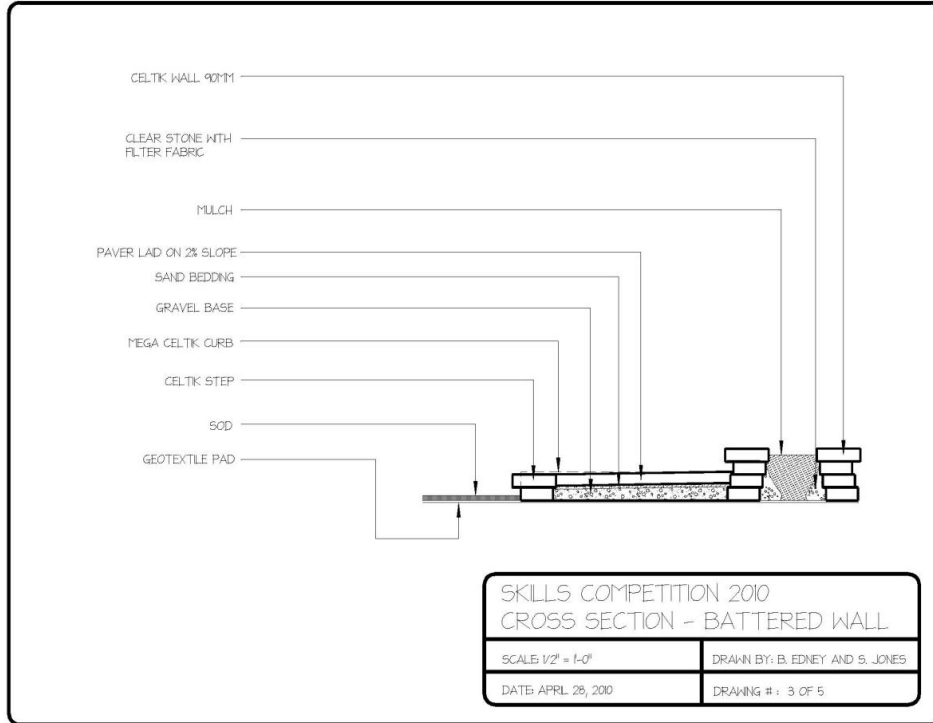 CELTIK WALL 90MM
CLEAR STONE WITH
FILTER FABRIC
MULCH
PAVER LAID ON 2% SLOPE
SAND BEDDING
GRAVEL BASE
MEGA CELTIK CURB
CELTIK STEP
SOD
GEOTEXTILE PAD
SKILLS COMPETITION 2010
CROSS SECTION - BATTERED WALL
SCALE: 1/2" = 1'-0"
DRAWN BY: B. EDNEY AND S. JONES
DATE: APRIL 28, 2010
DRAWING # : 3 OF 5